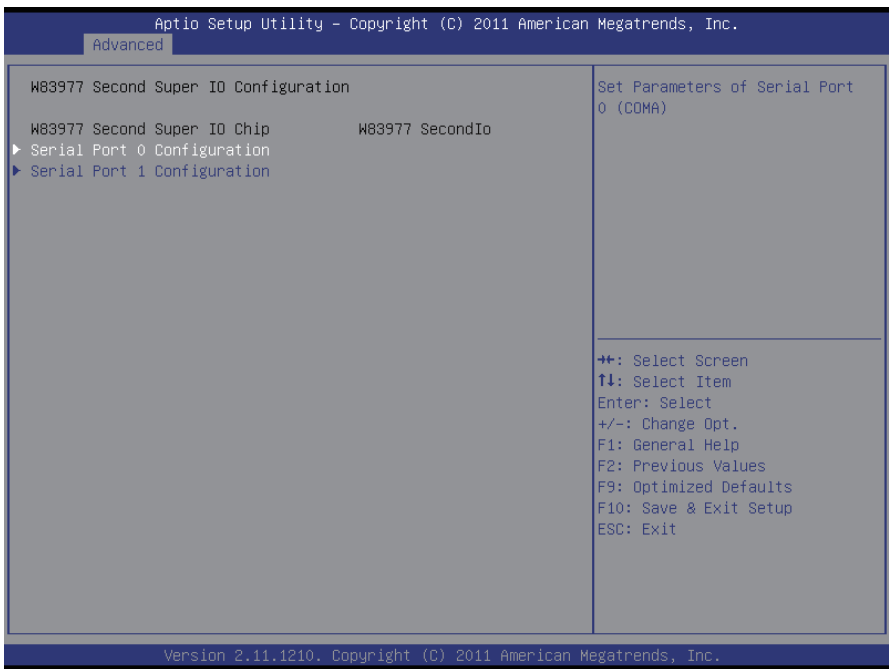 Aptio Setup Utility – Copyright (C) 2011 American Megatrends, Inc.
Advanced
W83977 Second Super IO Configuration
W83977 Second Super IO Chip W83977 SecondIo
▶ Serial Port 0 Configuration
▶ Serial Port 1 Configuration
Set Parameters of Serial Port
0 (COMA)
→←: Select Screen
↑↓: Select Item
Enter: Select
+/-: Change Opt.
F1: General Help
F2: Previous Values
F9: Optimized Defaults
F10: Save & Exit Setup
ESC: Exit
Version 2.11.1210. Copyright (C) 2011 American Megatrends, Inc.